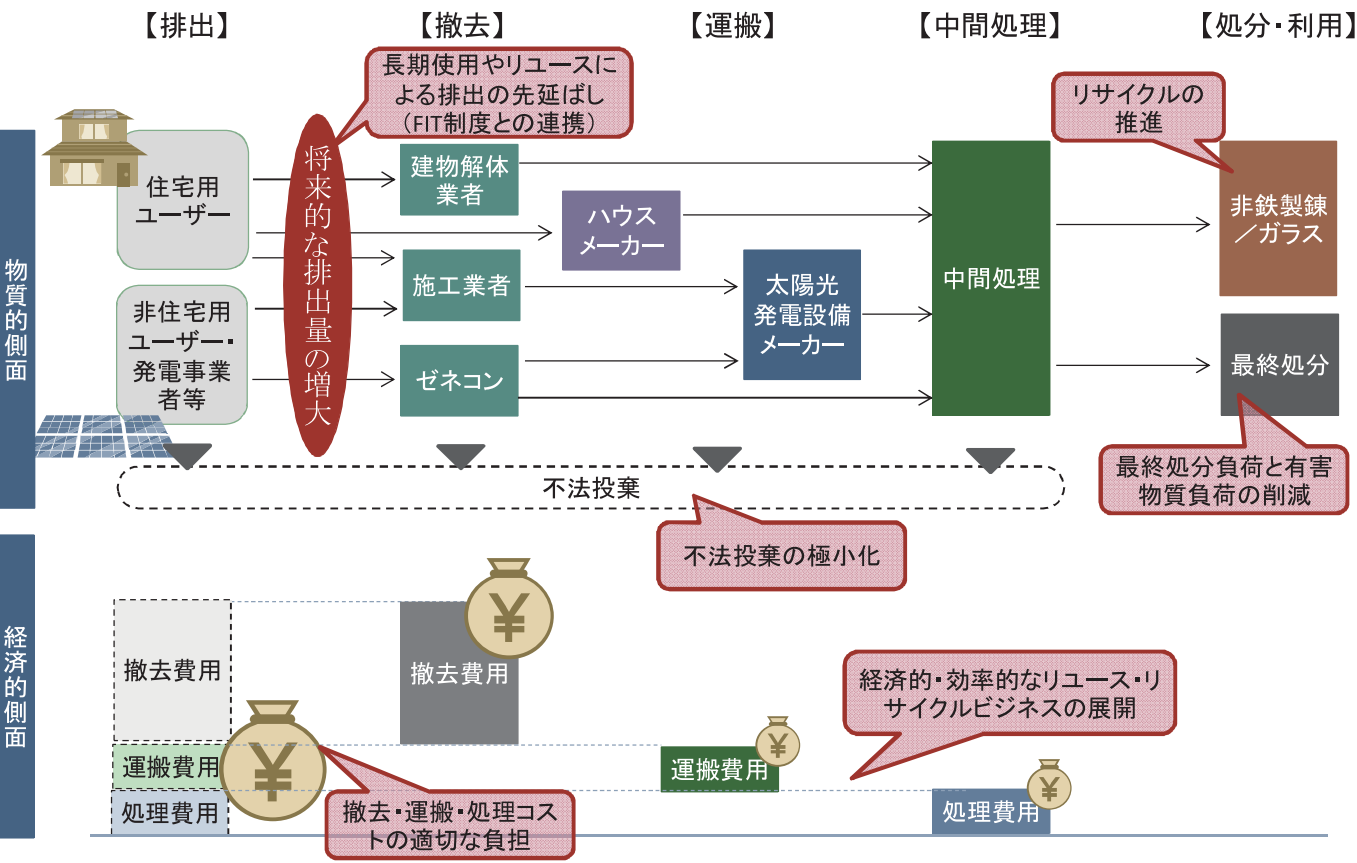 【排出】
【撤去】
【運搬】
【中間処理】
【処分・利用】
長期使用やリユースに
よる排出の先延ばし
（FIT制度との連携）
リサイクルの
推進
物質的側面
住宅用
ユーザー
非住宅用
ユーザー・
発電事業
者等
将来的な排出量の増大
建物解体
業者
施工業者
ゼネコン
ハウス
メーカー
太陽光
発電設備
メーカー
中間処理
非鉄製錬
／ガラス
最終処分
最終処分負荷と有害
物質負荷の削減
不法投棄
不法投棄の極小化
経済的側面
撤去費用
運搬費用
処理費用
¥
撤去・運搬・処理コス
トの適切な負担
撤去費用
¥
運搬費用
¥
経済的・効率的なリユース・リ
サイクルビジネスの展開
処理費用
¥